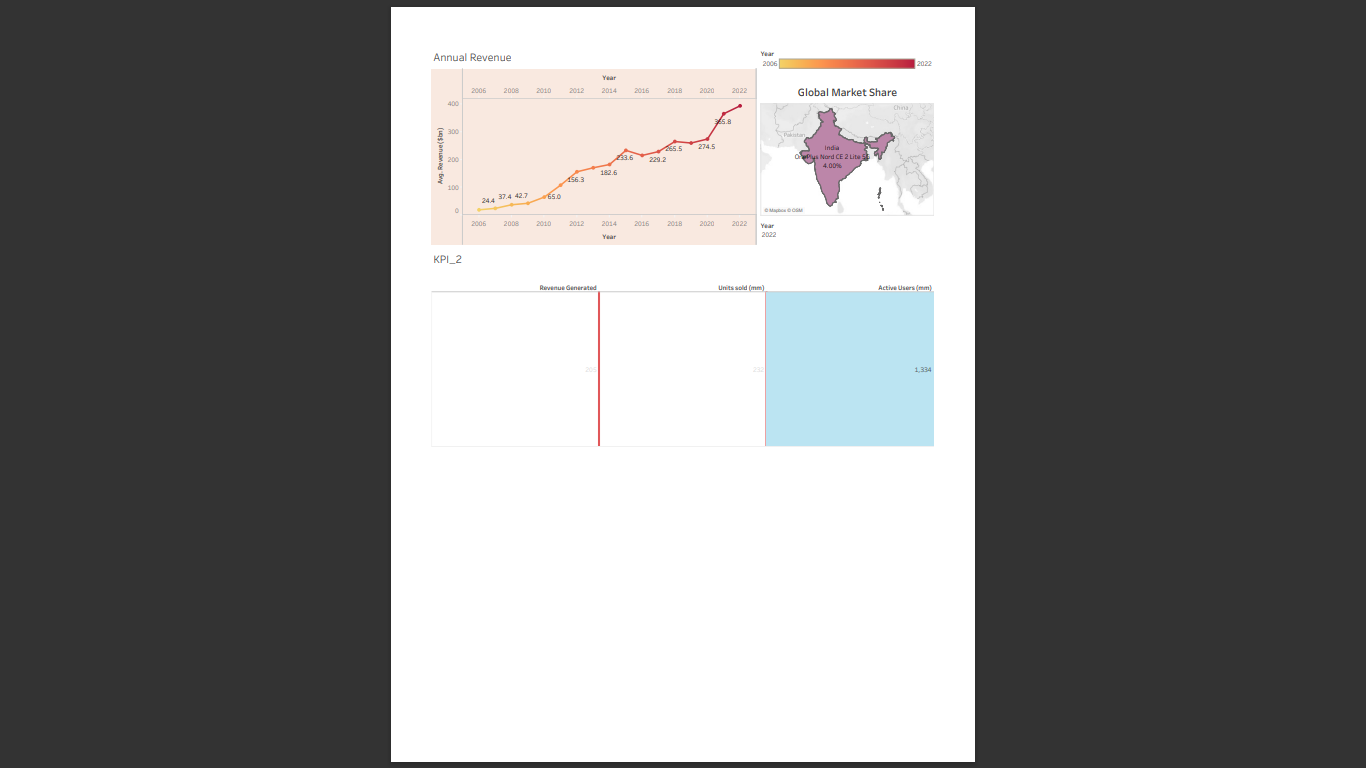 Annual Revenue
Year
2006 2008 2010 2012 2014 2016 2018 2020 2022
400
300
200
100
0
Avg. Revenue ($bn)
24.4 37.4 42.7 65.0 156.3 182.6 233.6 229.2 265.5 274.5 365.8
2006 2008 2010 2012 2014 2016 2018 2020 2022
Year
Year
2006 2022
Global Market Share
China
Pakistan
India
OnePlus Nord CE 2 Lite 5G
4.00%
© Mapbox © OSM
Year
2022
KPI_2
Revenue Generated Units sold (mm) Active Users (mm)
232 1,334